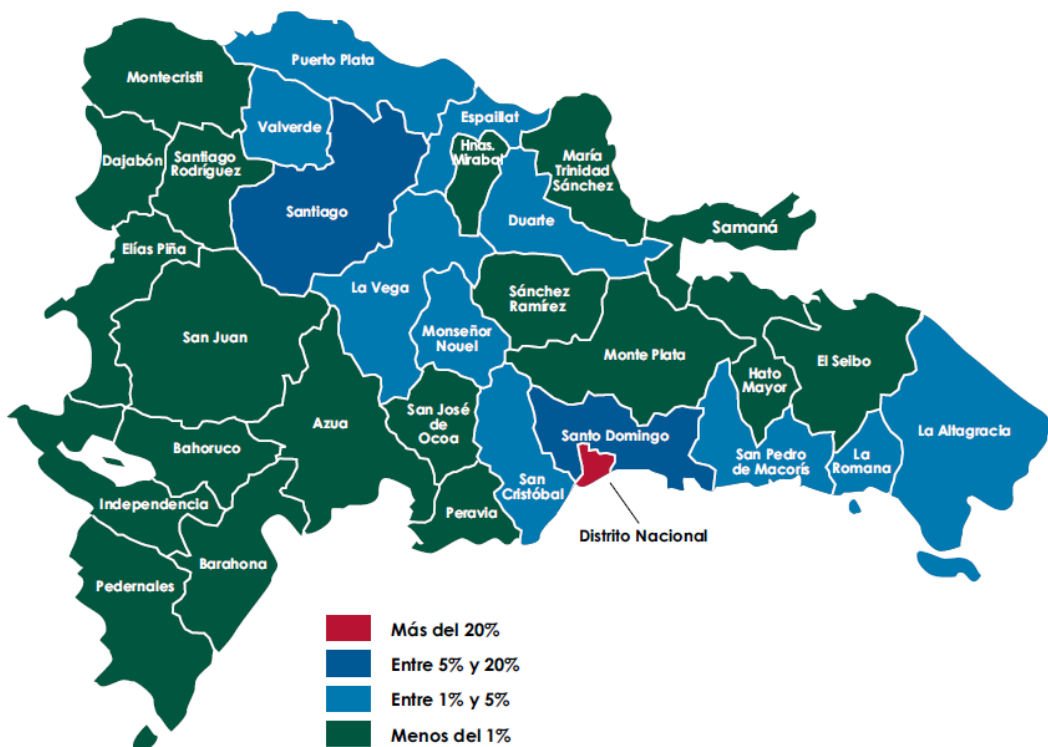 Puerto Plata
Montecristi
Espaillat
Valverde
Hnas.
Mirabal
Dajabón
Santiago
Rodríguez
María
Trinidad
Sánchez
Santiago
Duarte
Samaná
Elías Piña
La Vega
Sánchez
Ramírez
San Juan
Monseñor
Nouel
Monte Plata
Hato
Mayor
El Seibo
San José
de
Ocoa
Azua
Santo Domingo
La Altagracia
Bahoruco
San Pedro
de Macorís
La
Romana
San
Cristóbal
Independencia
Peravia
Distrito Nacional
Barahona
Pedernales
Más del 20%
Entre 5% y 20%
Entre 1% y 5%
Menos del 1%